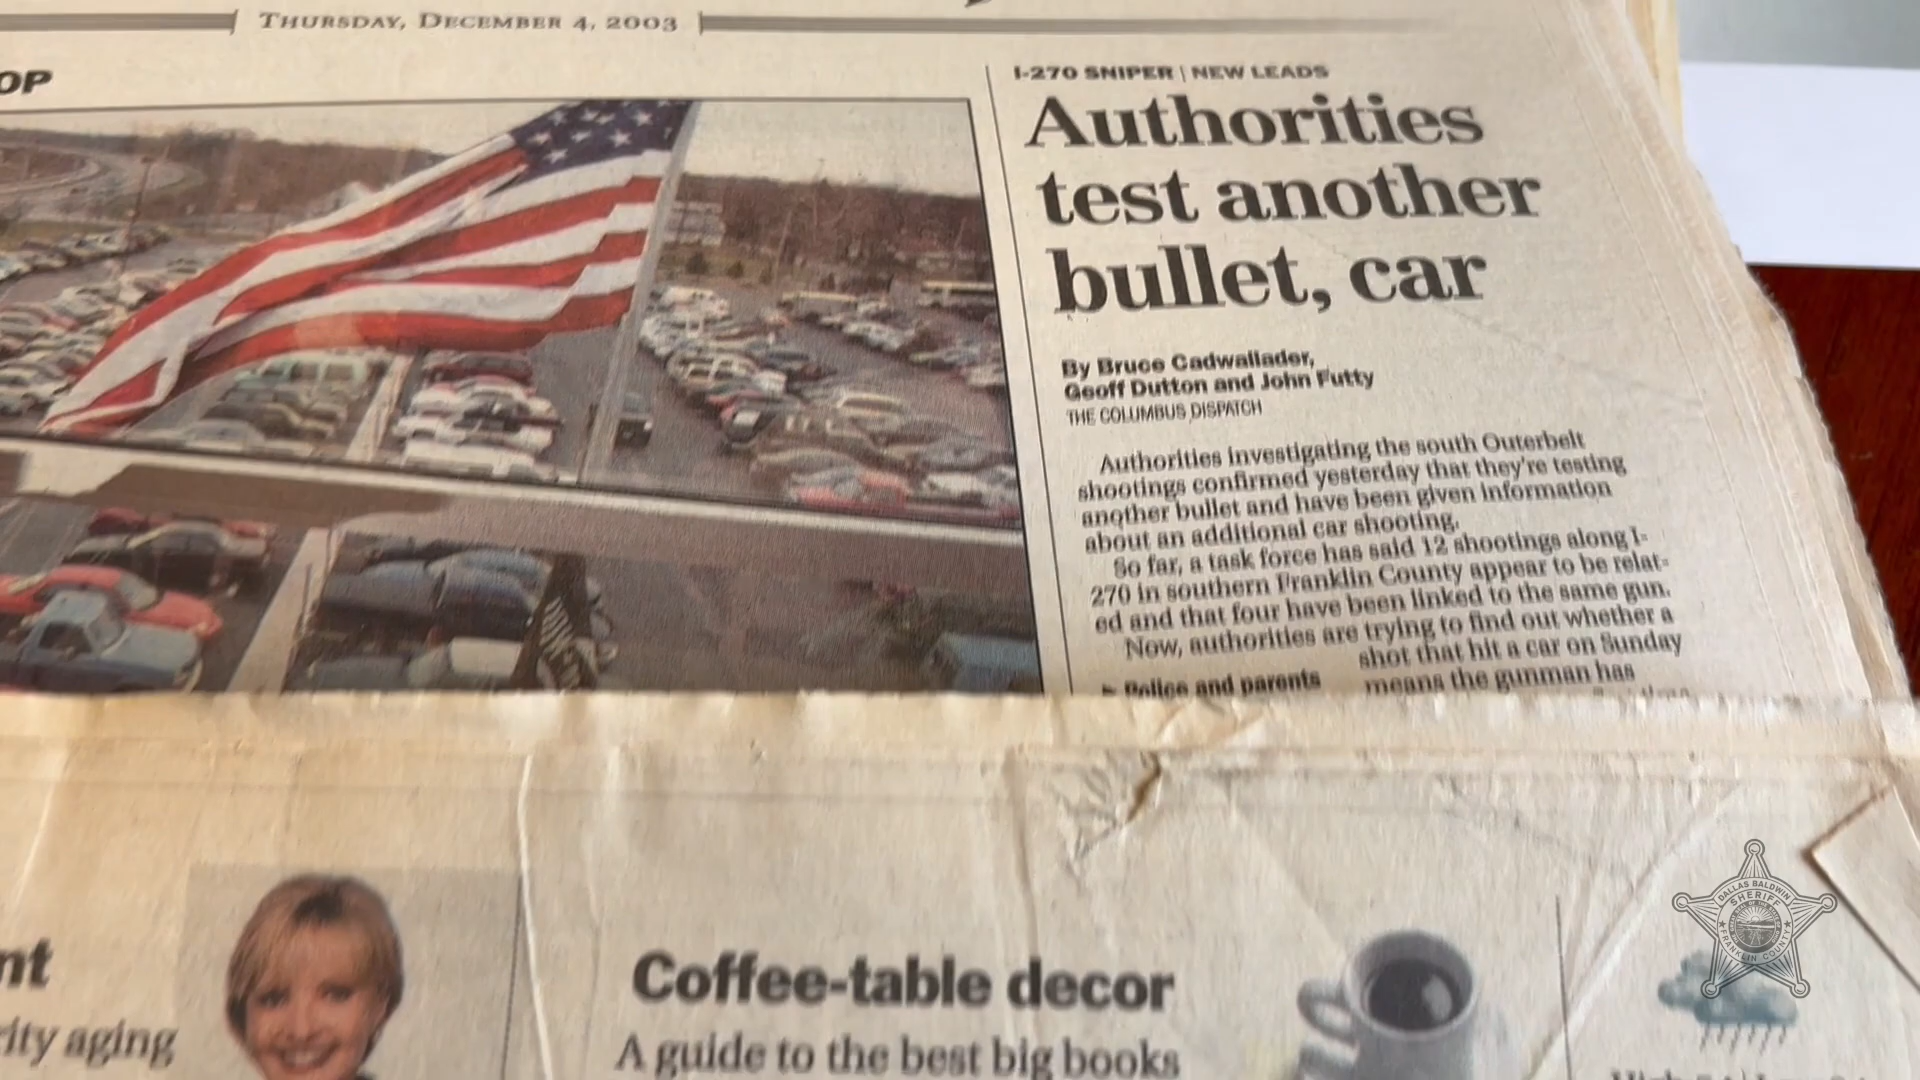 THURSDAY, DECEMBER 4, 2003
OP
I-270 SNIPER | NEW LEADS
Authorities
test another
bullet, car
By Bruce Cadwallader,
Geoff Dutton and John Futty
THE COLUMBUS DISPATCH
Authorities investigating the south Outerbelt
shootings confirmed yesterday that they're testing
another bullet and have been given information
about an additional car shooting.
So far, a task force has said 12 shootings along I-
270 in southern Franklin County appear to be relat-
ed and that four have been linked to the same gun.
Now, authorities are trying to find out whether a
shot that hit a car on Sunday
means the gunman has
Police and parents
nt
rity aging
Coffee-table decor
A guide to the best big books
DALLAS BALDWIN
SHERIFF
FRANKLIN COUNTY